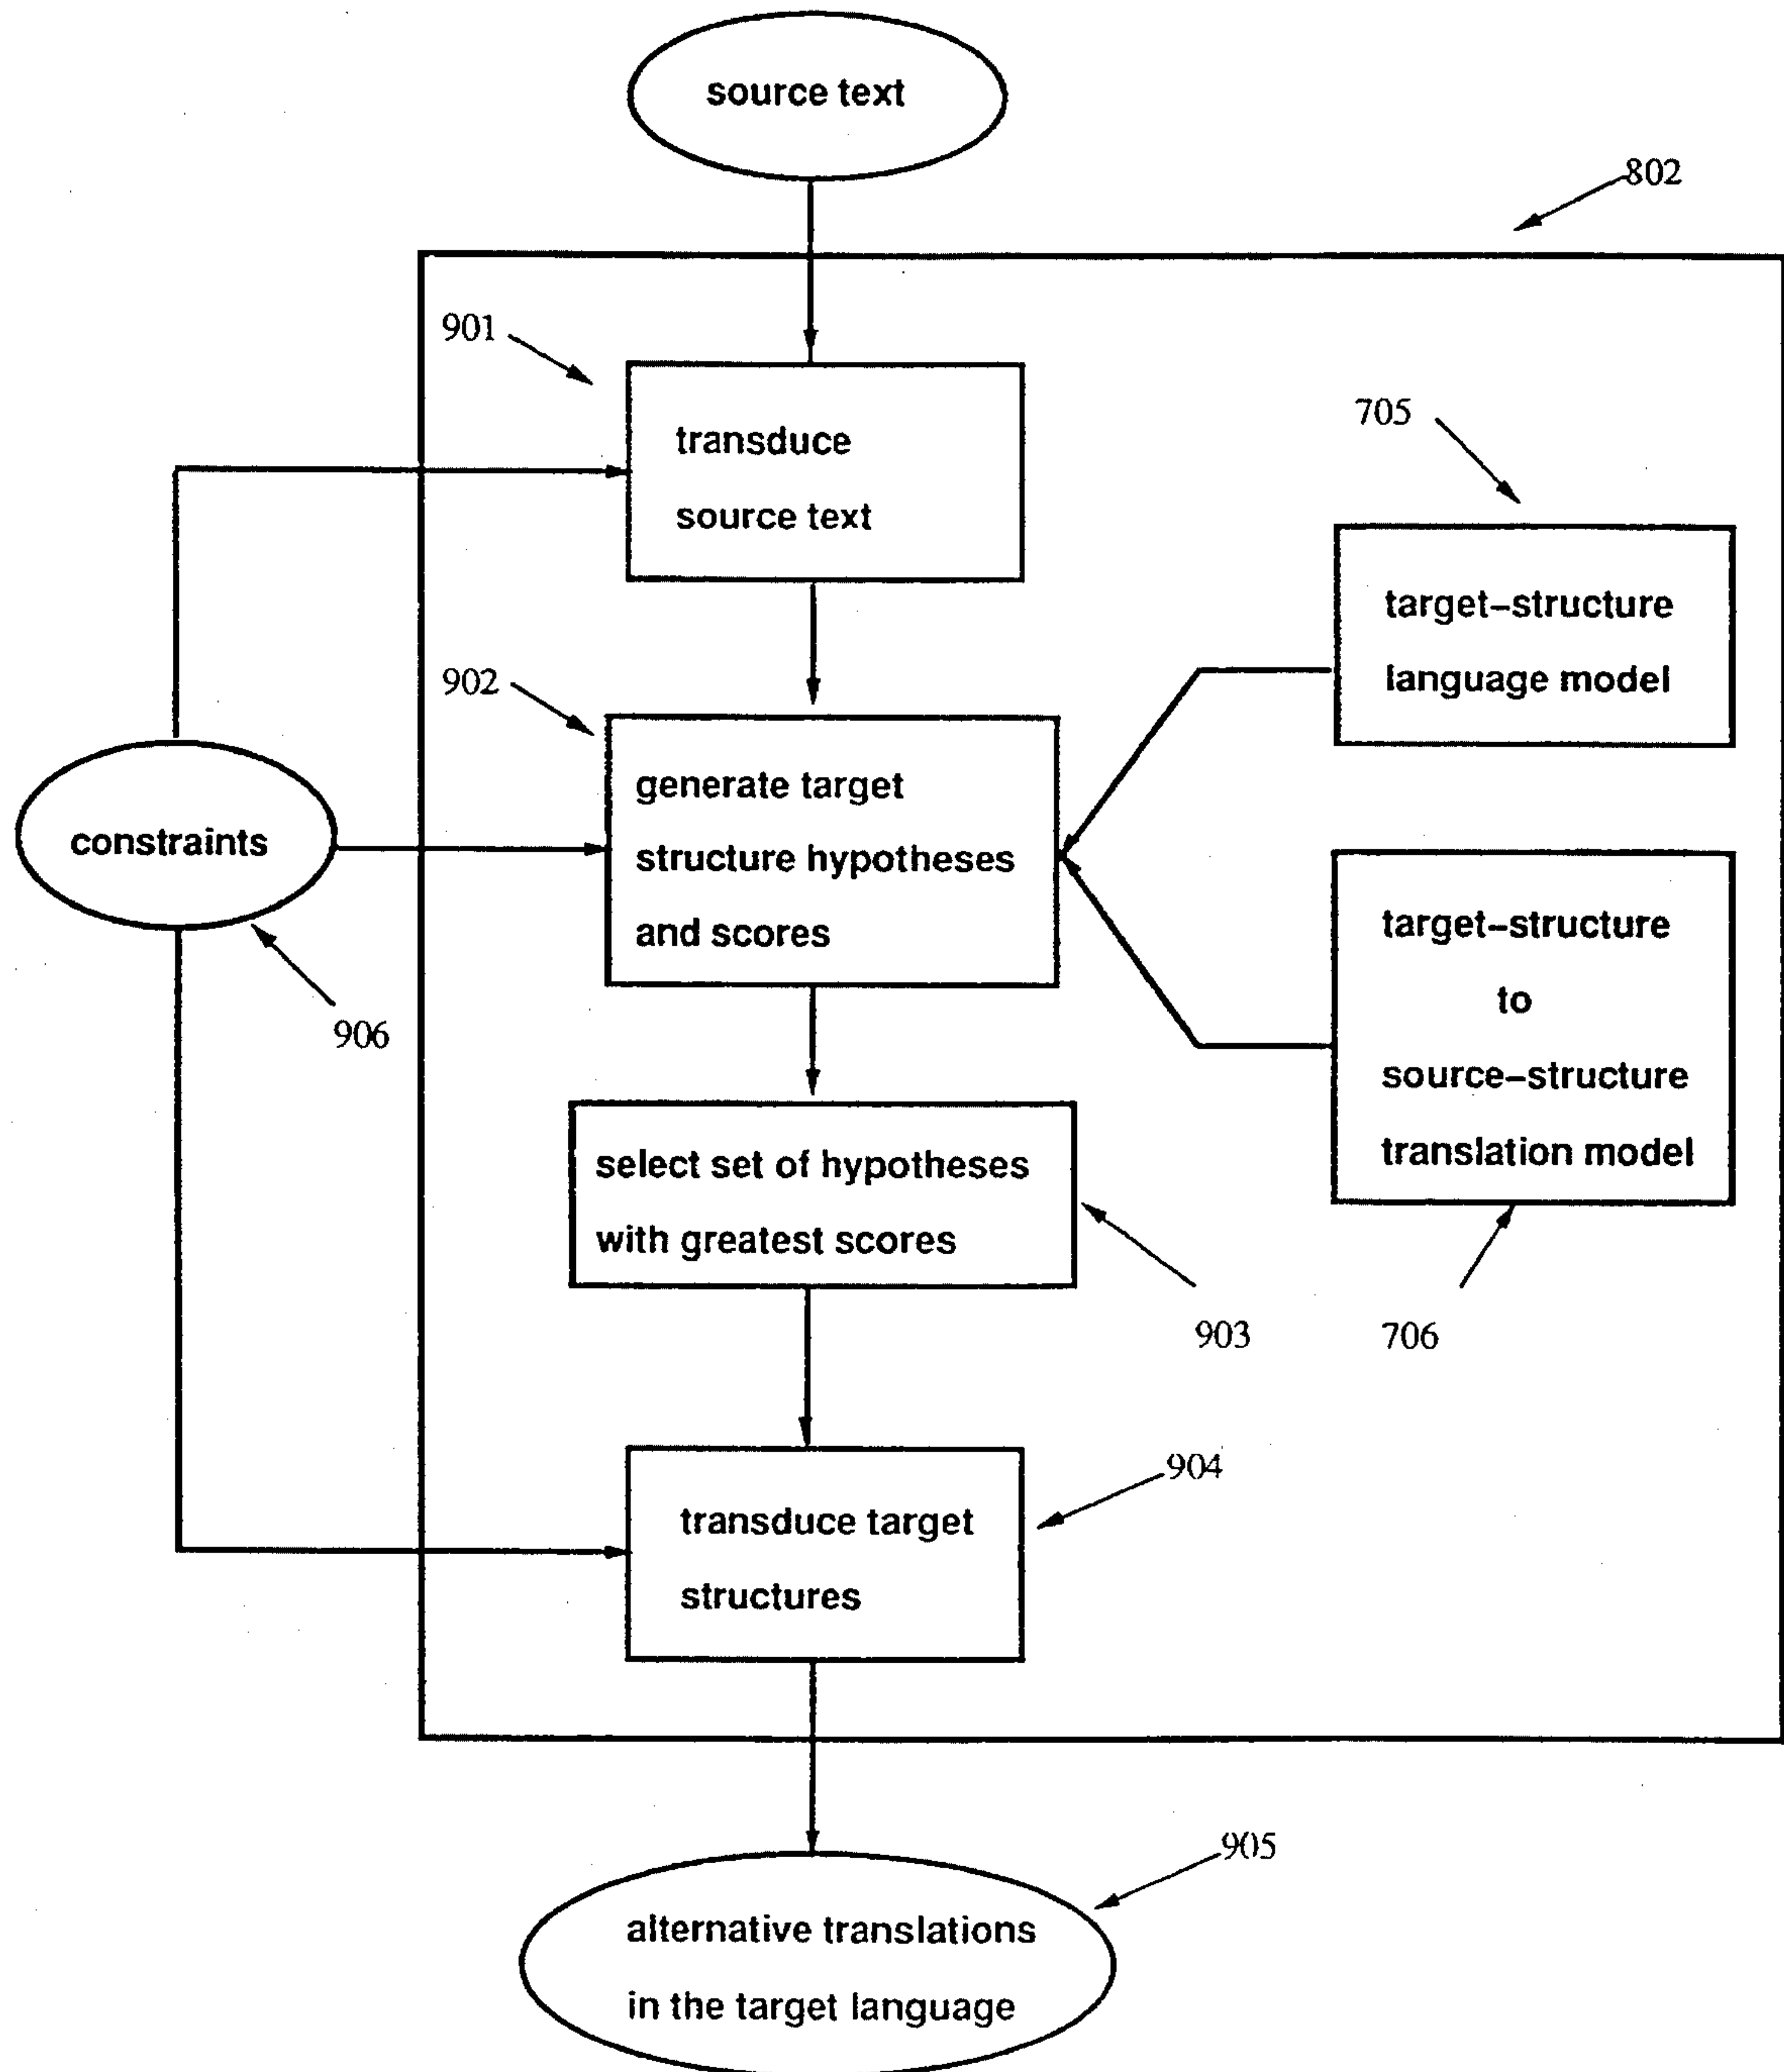 source text
802
901
transduce
source text
705
target–structure
language model
902
generate target
structure hypotheses
and scores
constraints
906
target–structure
to
source–structure
translation model
706
select set of hypotheses
with greatest scores
903
transduce target
structures
904
905
alternative translations
in the target language